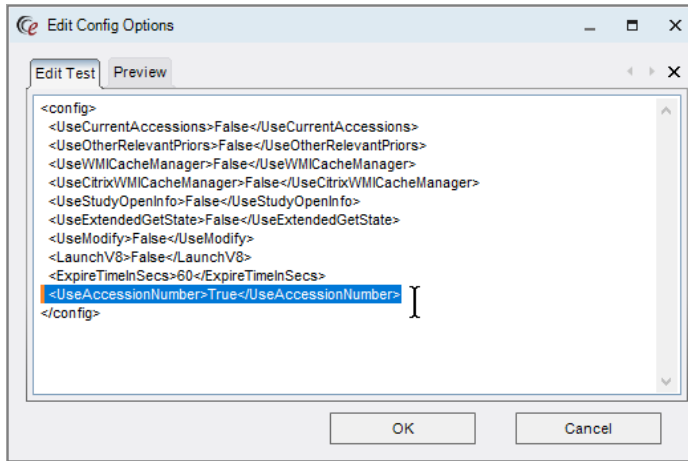 Edit Config Options
Edit Test Preview
<config>
<UseCurrentAccessions>False</UseCurrentAccessions>
<UseOtherRelevantPriors>False</UseOtherRelevantPriors>
<UseWMICacheManager>False</UseWMICacheManager>
<UseCitrixWMICacheManager>False</UseCitrixWMICacheManager>
<UseStudyOpenInfo>False</UseStudyOpenInfo>
<UseExtendedGetState>False</UseExtendedGetState>
<UseModify>False</UseModify>
<LaunchV8>False</LaunchV8>
<ExpireTimeInSecs>60</ExpireTimeInSecs>
<UseAccessionNumber>True</UseAccessionNumber>
</config>
OK Cancel